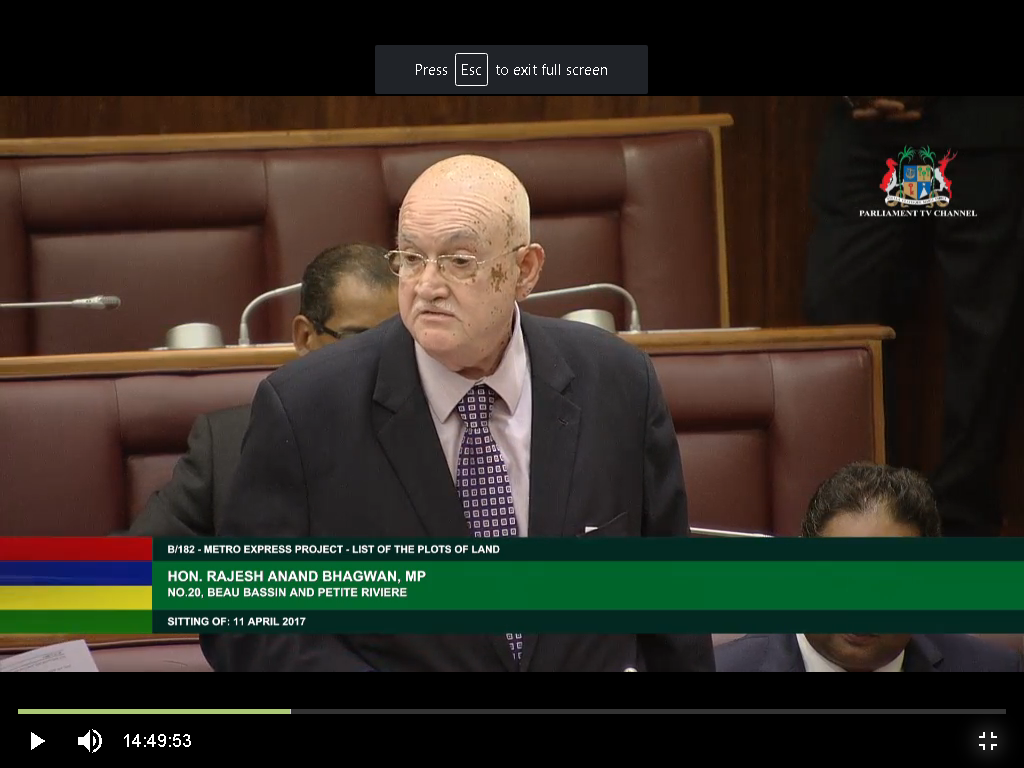 Press Esc to exit full screen
PARLIAMENT TV CHANNEL
B/182 - METRO EXPRESS PROJECT - LIST OF THE PLOTS OF LAND
HON. RAJESH ANAND BHAGWAN, MP
NO.20, BEAU BASSIN AND PETITE RIVIERE
SITTING OF: 11 APRIL 2017
14:49:53